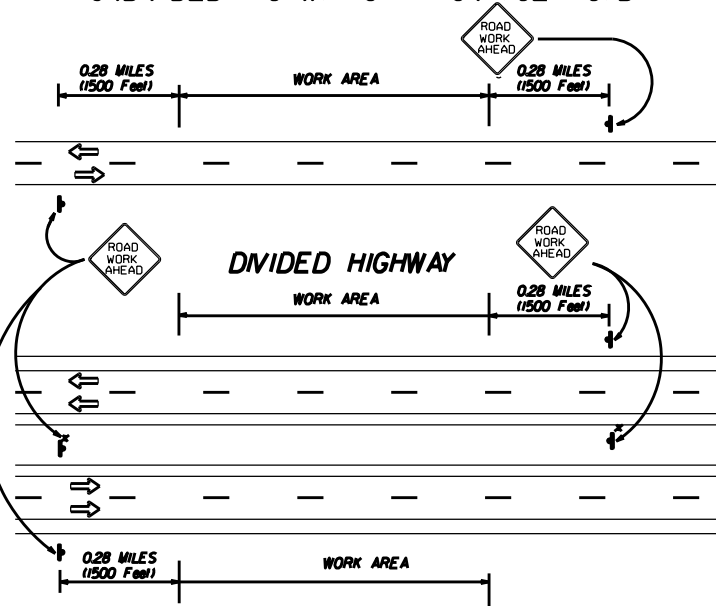 ROAD
WORK
AHEAD
0.28 MILES
(1500 Feet)
WORK AREA
0.28 MILES
(1500 Feet)
ROAD
WORK
AHEAD
DIVIDED HIGHWAY
ROAD
WORK
AHEAD
WORK AREA
0.28 MILES
(1500 Feet)
x
x
0.28 MILES
(1500 Feet)
WORK AREA